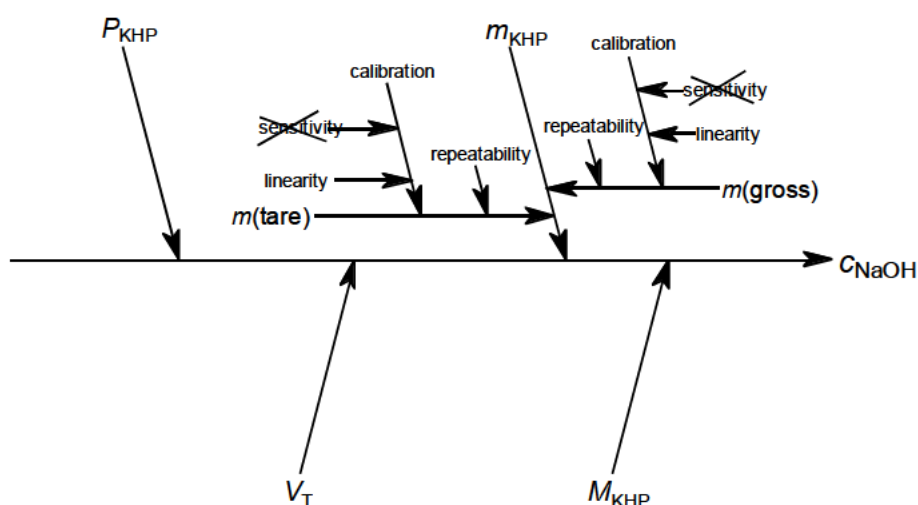 P_KHP
m_KHP
calibration
calibration
sensitivity
sensitivity
repeatability
linearity
repeatability
linearity
m(tare)
m(gross)
c_NaOH
V_T
M_KHP